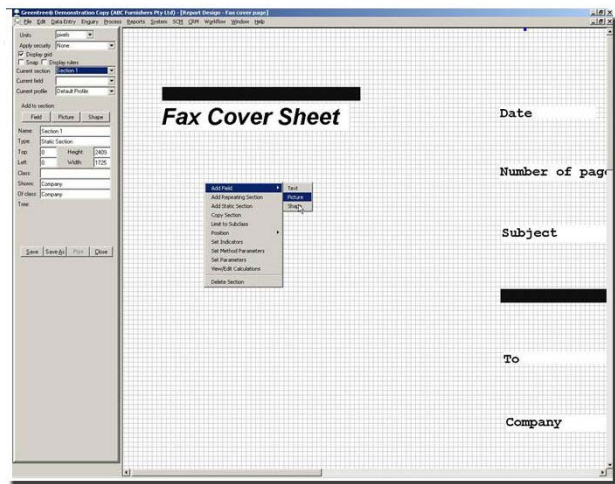 Greentree® Demonstration Copy (ABC Furnishers Pty Ltd) - [Report Design - Fax cover page]
File Edit Data Entry Enquiry Process Reports System SCM CRM Workflow Window Help
Units pixels
Apply security None
Display grid
Snap Display rulers
Current section Section 1
Current field
Current profile Default Profile
Add to section:
Field Picture Shape
Name: Section 1
Type: Static Section
Top: 0 Height: 2409
Left: 0 Width: 1725
Class:
Shows: Company
Of class: Company
Tree:
Save Save As Print Close
Fax Cover Sheet
Date
Number of page
Subject
To
Company
Add Field
Add Repeating Section
Add Static Section
Copy Section
Limit to Subclass
Position
Set Indicators
Set Method Parameters
Set Parameters
View/Edit Calculations
Delete Section
Text
Picture
Shape